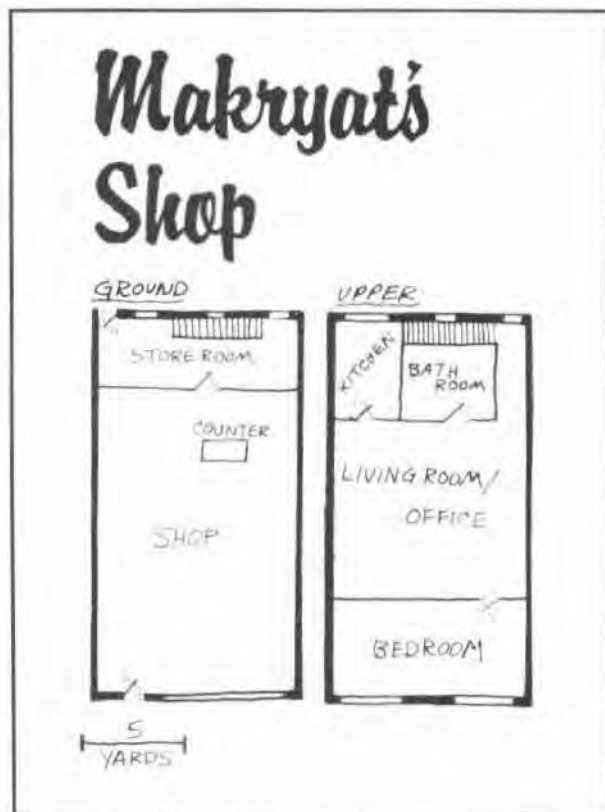 Makryat's
Shop
GROUND
STORE ROOM
COUNTER
SHOP
5
YARDS
UPPER
KITCHEN
BATH
ROOM
LIVING ROOM/
OFFICE
BEDROOM